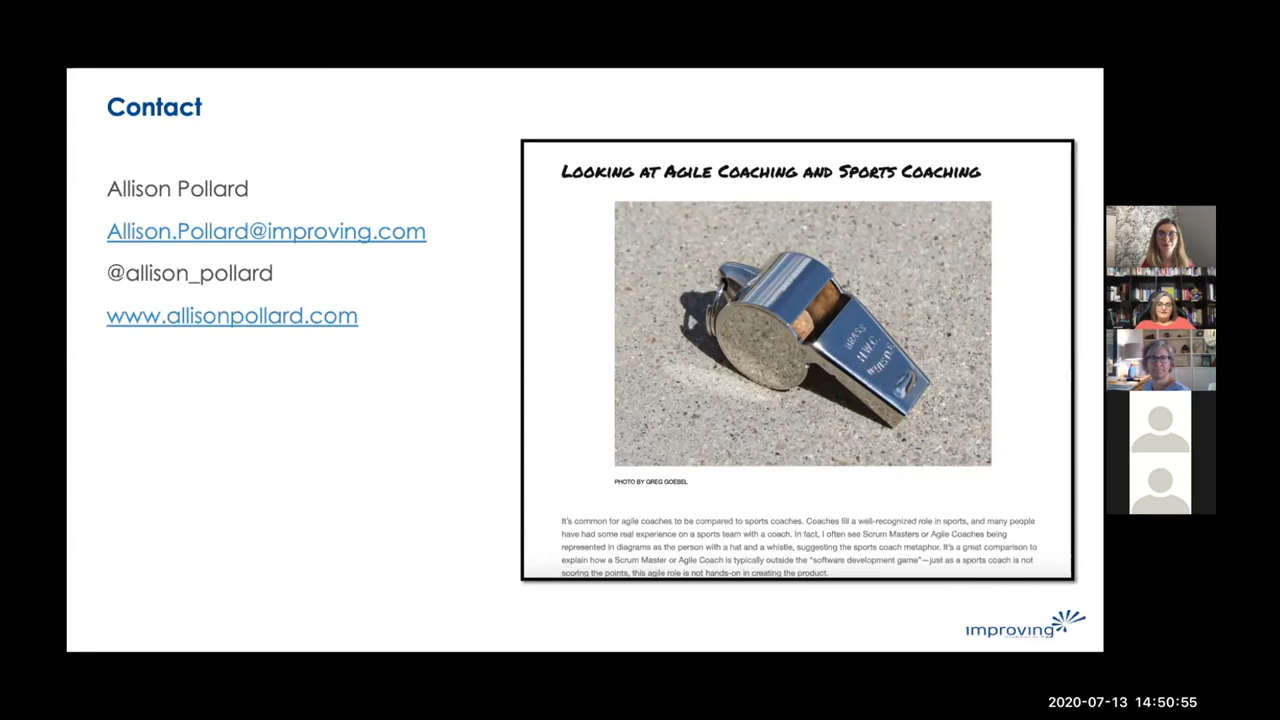 Contact
Allison Pollard
Allison.Pollard@improving.com
@allison_pollard
www.allisonpollard.com
Looking at Agile Coaching and Sports Coaching
BRASS
H.W.C.
WHISTLE
PHOTO BY GREG GOEBEL
It's common for agile coaches to be compared to sports coaches. Coaches fill a well-recognized role in sports, and many people
have had some real experience on a sports team with a coach. In fact, I often see Scrum Masters or Agile Coaches being
represented in diagrams as the person with a hat and a whistle, suggesting the sports coach metaphor. It's a great comparison to
explain how a Scrum Master or Agile Coach is typically outside the "software development game"—just as a sports coach is not
scoring the points, this agile role is not hands-on in creating the product.
improving
2020-07-13 14:50:55